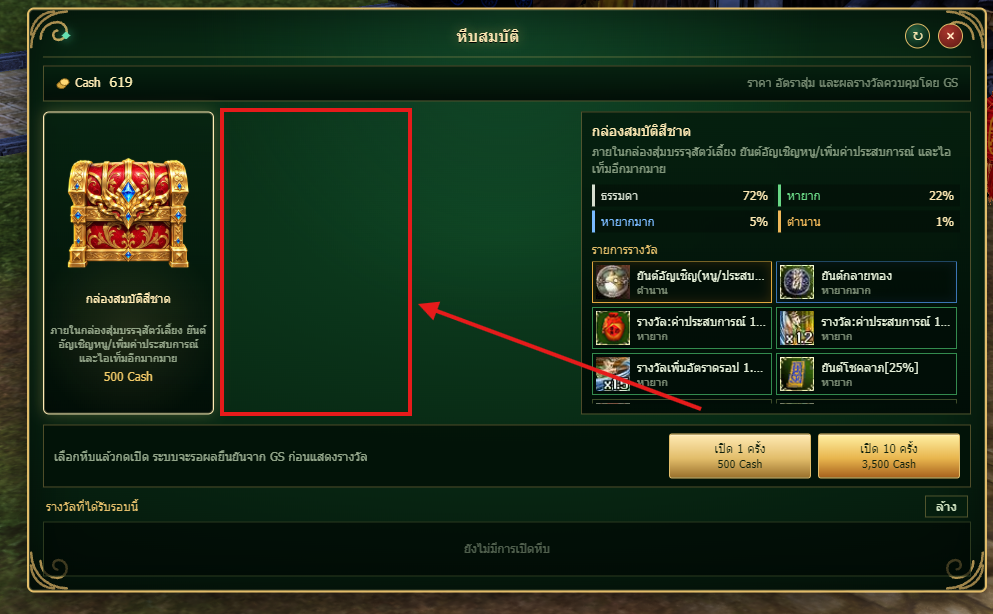 หีบสมบัติ
Cash 619
ราคา อัตราสุ่ม และผลรางวัลควบคุมโดย GS
กล่องสมบัติสีชาด
ภายในกล่องสุ่มบรรจุสัตว์เลี้ยง ยันต์
อัญเชิญหนู/เพิ่มค่าประสบการณ์
และไอเท็มอีกมากมาย
500 Cash
กล่องสมบัติสีชาด
ภายในกล่องสุ่มบรรจุสัตว์เลี้ยง ยันต์อัญเชิญหนู/เพิ่มค่าประสบการณ์ และไอ
เท็มอีกมากมาย
ธรรมดา 72%
หายาก 22%
หายากมาก 5%
ตำนาน 1%
รายการรางวัล
ยันต์อัญเชิญ(หนู/ประสบ...
ตำนาน
ยันต์กลายทอง
หายากมาก
รางวัล:ค่าประสบการณ์ 1...
หายาก
รางวัล:ค่าประสบการณ์ 1...
หายาก
x1.2
รางวัลเพิ่มอัตราดรอป 1....
หายาก
x1.5
ยันต์โชคลาภ[25%]
หายาก
เลือกหีบแล้วกดเปิด ระบบจะรอผลยืนยันจาก GS ก่อนแสดงรางวัล
เปิด 1 ครั้ง
500 Cash
เปิด 10 ครั้ง
3,500 Cash
รางวัลที่ได้รับรอบนี้
ล้าง
ยังไม่มีการเปิดหีบ